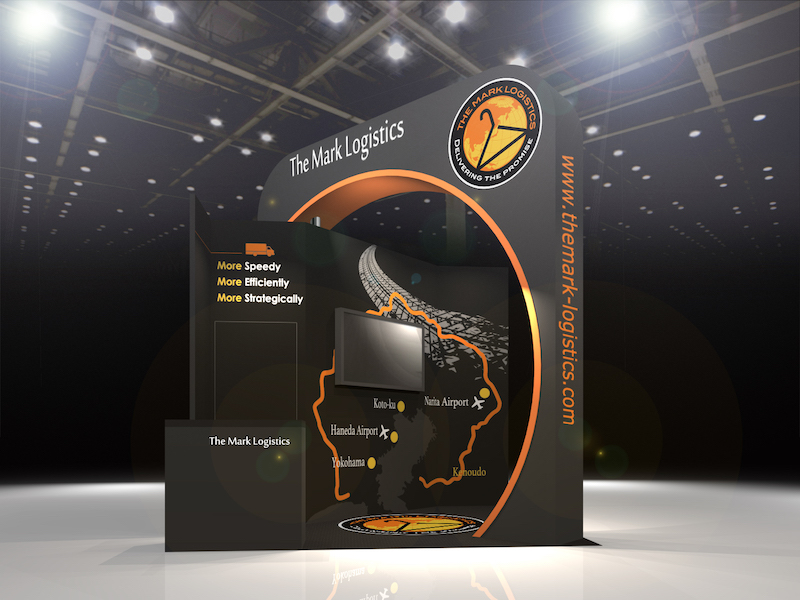 The Mark Logistics
THE MARK LOGISTICS
DELIVERING THE PROMISE
www.themark-logistics.com
More Speedy
More Efficiently
More Strategically
Koto-ku
Narita Airport
Haneda Airport
Yokohama
Kenoudo
The Mark Logistics